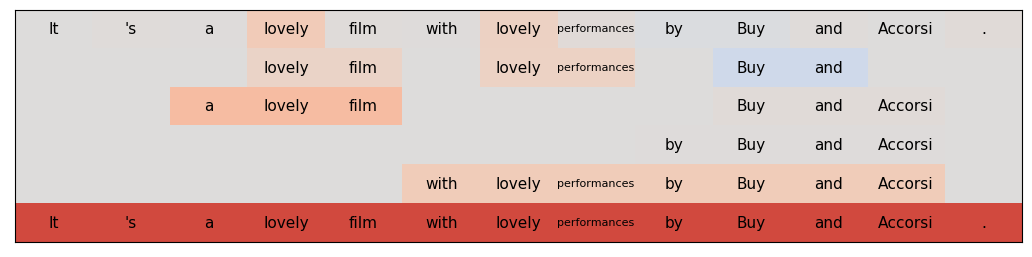 It 's a lovely film with lovely performances by Buy and Accorsi .
lovely film lovely performances Buy and
a lovely film Buy and Accorsi
by Buy and Accorsi
with lovely performances by Buy and Accorsi
It 's a lovely film with lovely performances by Buy and Accorsi .